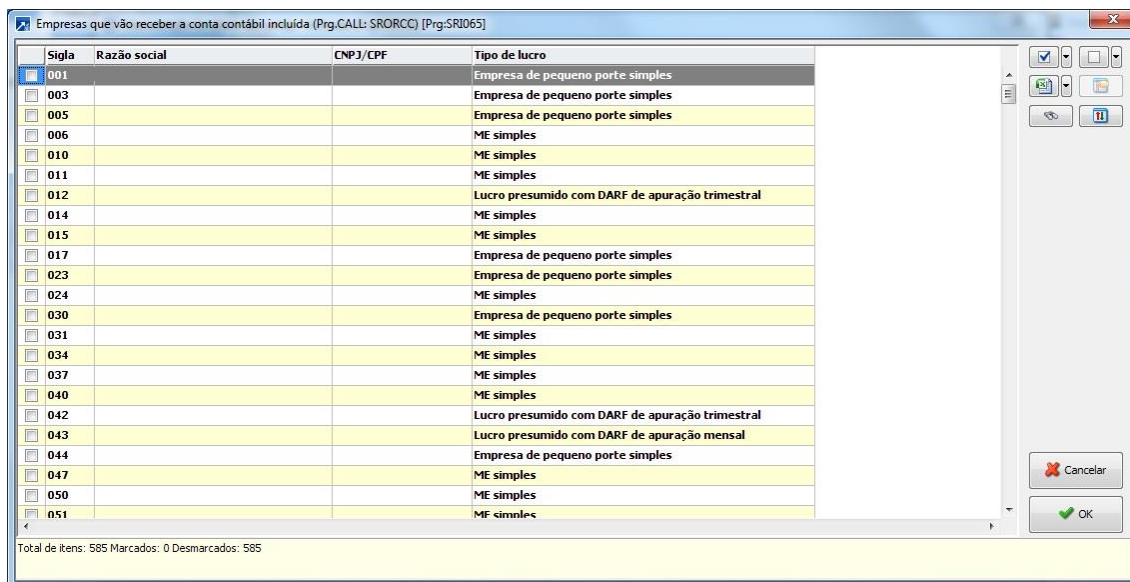 Empresas que vão receber a conta contábil incluída (Prg.CALL: SRORCC) [Prg:SRI065]
Sigla Razão social CNPJ/CPF Tipo de lucro
001 Empresa de pequeno porte simples
003 Empresa de pequeno porte simples
005 Empresa de pequeno porte simples
006 ME simples
010 ME simples
011 ME simples
012 Lucro presumido com DARF de apuração trimestral
014 ME simples
015 ME simples
017 Empresa de pequeno porte simples
023 Empresa de pequeno porte simples
024 ME simples
030 Empresa de pequeno porte simples
031 ME simples
034 ME simples
037 ME simples
040 ME simples
042 Lucro presumido com DARF de apuração trimestral
043 Lucro presumido com DARF de apuração mensal
044 Empresa de pequeno porte simples
047 ME simples
050 ME simples
051 ME simples
Cancelar
OK
Total de itens: 585 Marcados: 0 Desmarcados: 585